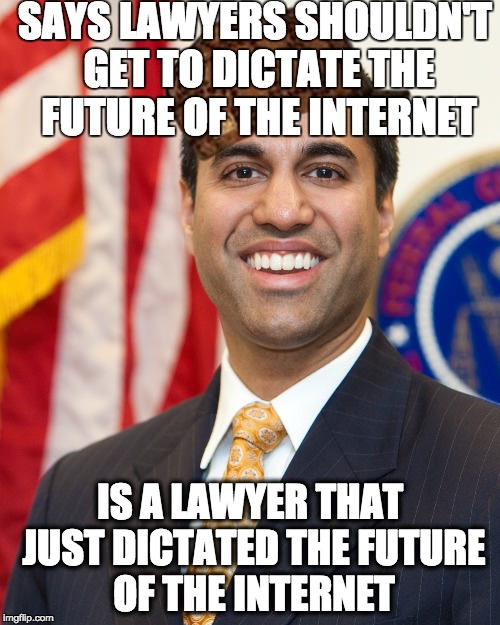 SAYS LAWYERS SHOULDN'T
GET TO DICTATE THE
FUTURE OF THE INTERNET
FEDERAL
IS A LAWYER THAT
JUST DICTATED THE FUTURE
OF THE INTERNET
imgflip.com